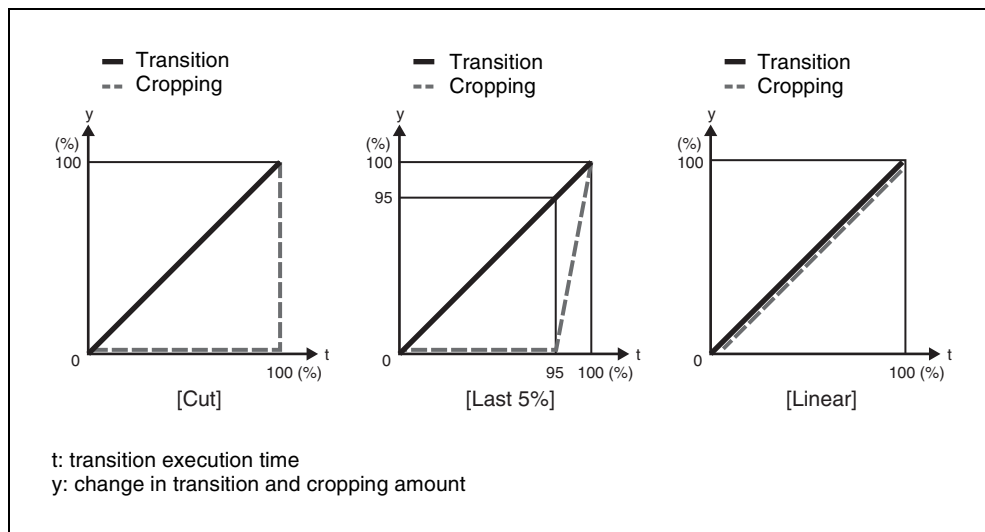 Transition
Cropping
y
(%)
100
0
t
100 (%)
[Cut]
Transition
Cropping
y
(%)
100
95
0
t
95 100 (%)
[Last 5%]
Transition
Cropping
y
(%)
100
0
t
100 (%)
[Linear]
t: transition execution time
y: change in transition and cropping amount